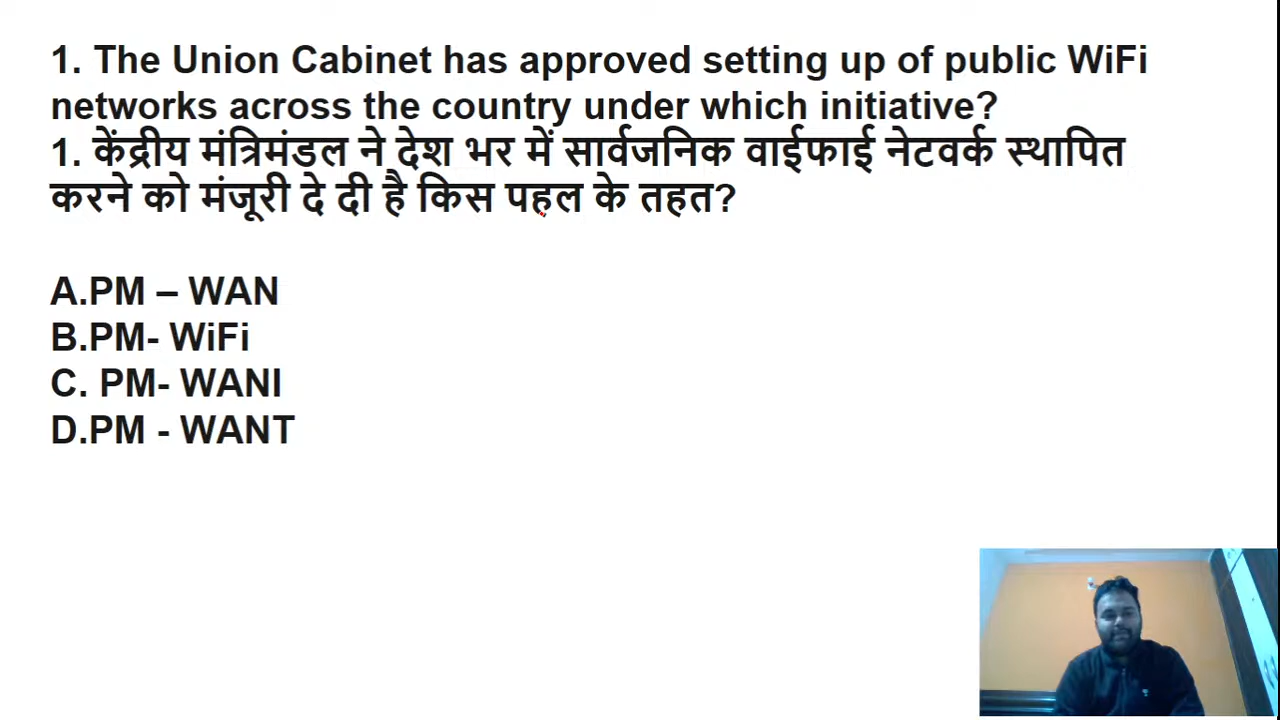 1. The Union Cabinet has approved setting up of public WiFi
networks across the country under which initiative?
1. केंद्रीय मंत्रिमंडल ने देश भर में सार्वजनिक वाईफाई नेटवर्क स्थापित
करने को मंजूरी दे दी है किस पहल के तहत?
A.PM – WAN
B.PM- WiFi
C. PM- WANI
D.PM - WANT